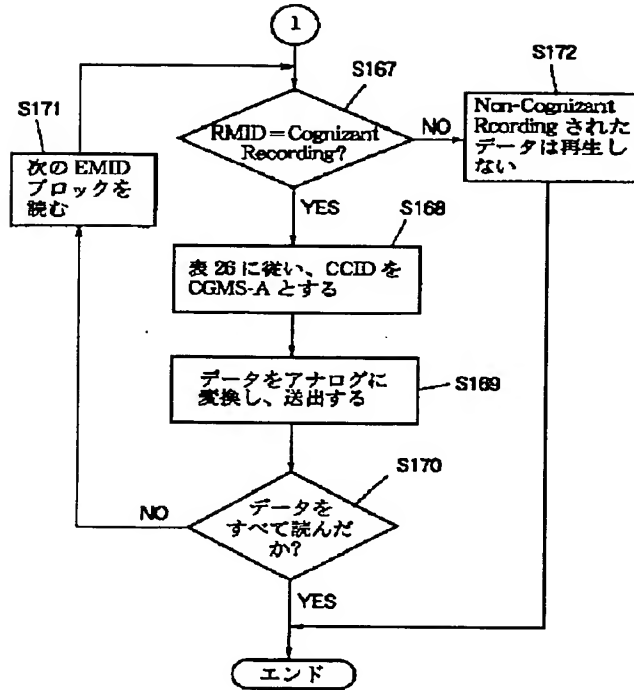 1
S167
RMID=Cognizant
Recording?
NO
YES
S172
Non-Cognizant
Rcording された
データは再生し
ない
S171
次の EMID
ブロックを
読む
S168
表 26 に従い、CCID を
CGMS-A とする
S169
データをアナログに
変換し、送出する
S170
データを
すべて読んだ
か?
NO
YES
エンド